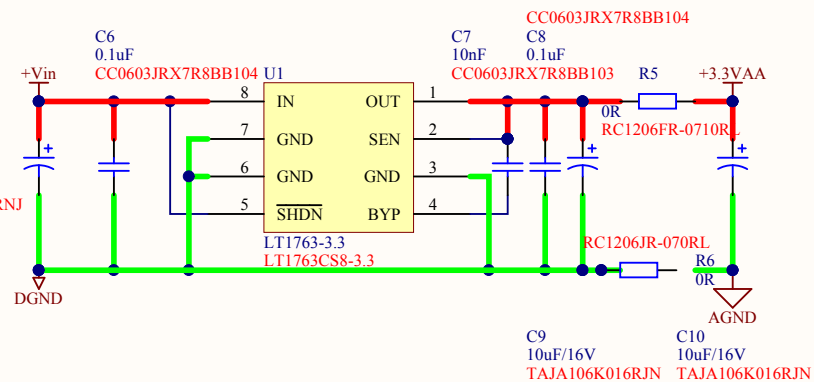 CC0603JRX7R8BB104
C6
C7
C8
0.1uF
10nF
0.1uF
+Vin
CC0603JRX7R8BB104
U1
CC0603JRX7R8BB103
R5
+3.3VAA
8
IN
OUT
1
0R
RC1206FR-0710RL
7
GND
SEN
2
6
GND
GND
3
RNJ
5
SHDN
BYP
4
LT1763-3.3
LT1763CS8-3.3
RC1206JR-070RL
R6
0R
DGND
AGND
C9
C10
10uF/16V
10uF/16V
TAJA106K016RJN
TAJA106K016RJN